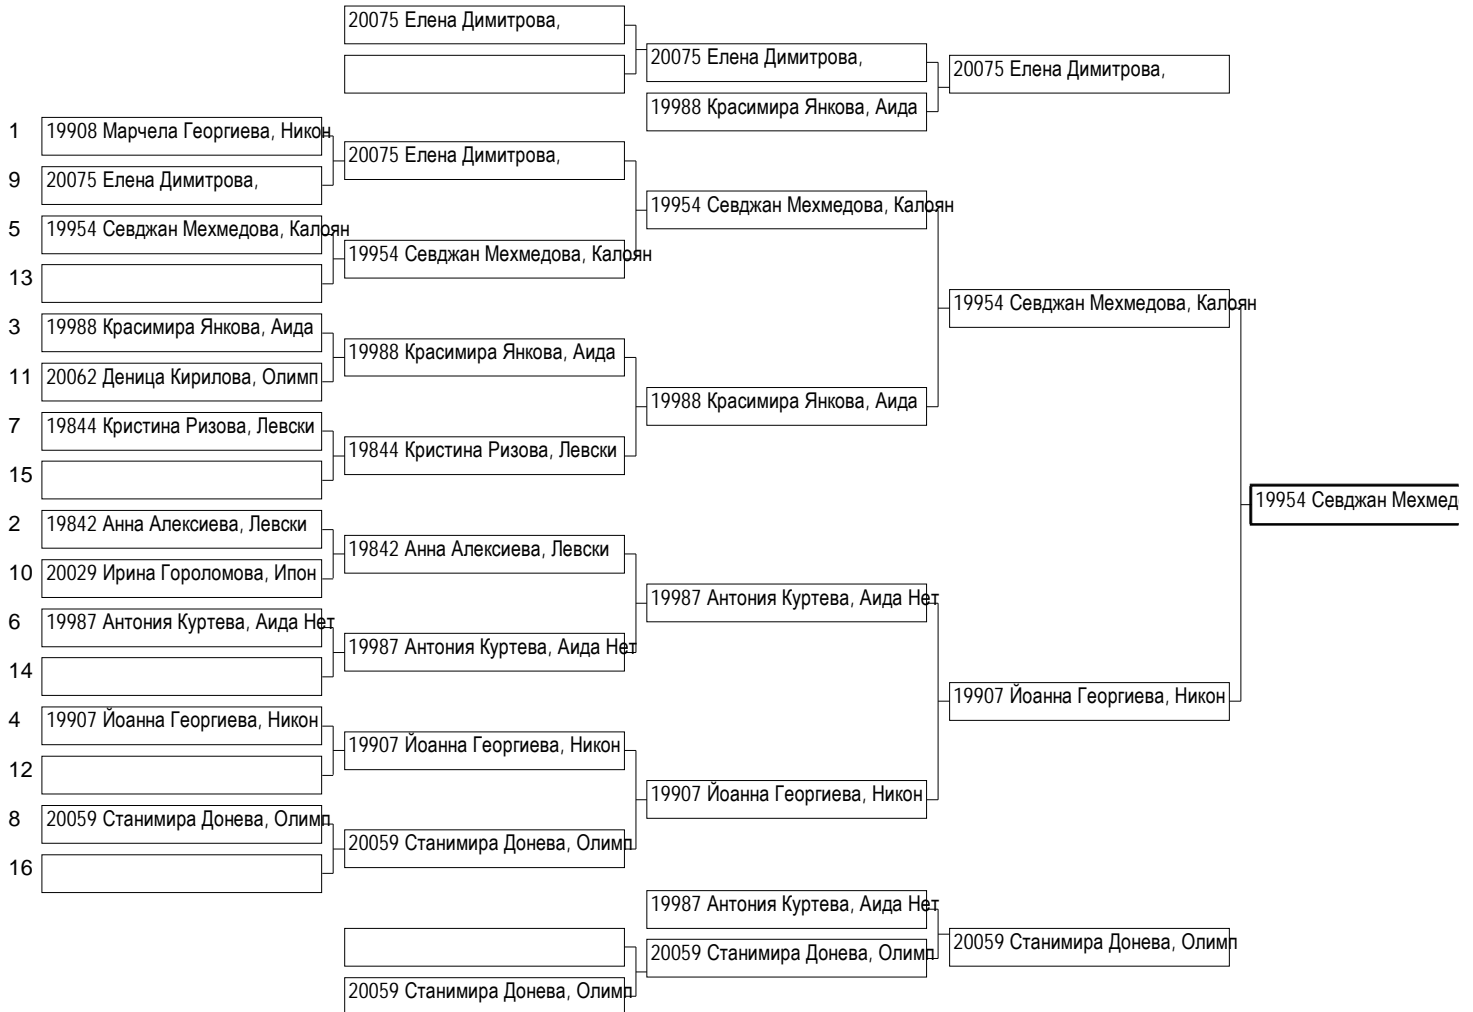 20075 Елена Димитрова,
20075 Елена Димитрова,
20075 Елена Димитрова,
19988 Красимира Янкова, Аида
1 19908 Марчела Георгиева, Никон
20075 Елена Димитрова,
9 20075 Елена Димитрова,
19954 Севджан Мехмедова, Калоян
5 19954 Севджан Мехмедова, Калоян
19954 Севджан Мехмедова, Калоян
13
19954 Севджан Мехмедова, Калоян
3 19988 Красимира Янкова, Аида
19988 Красимира Янкова, Аида
11 20062 Деница Кирилова, Олимп
19988 Красимира Янкова, Аида
7 19844 Кристина Ризова, Левски
19844 Кристина Ризова, Левски
15
19954 Севджан Мехмед
2 19842 Анна Алексиева, Левски
19842 Анна Алексиева, Левски
10 20029 Ирина Гороломова, Ипон
19987 Антония Куртева, Аида Нет
6 19987 Антония Куртева, Аида Нет
19987 Антония Куртева, Аида Нет
14
19907 Йоанна Георгиева, Никон
4 19907 Йоанна Георгиева, Никон
19907 Йоанна Георгиева, Никон
12
19907 Йоанна Георгиева, Никон
8 20059 Станимира Донева, Олимп
20059 Станимира Донева, Олимп
16
19987 Антония Куртева, Аида Нет
20059 Станимира Донева, Олимп
20059 Станимира Донева, Олимп
20059 Станимира Донева, Олимп